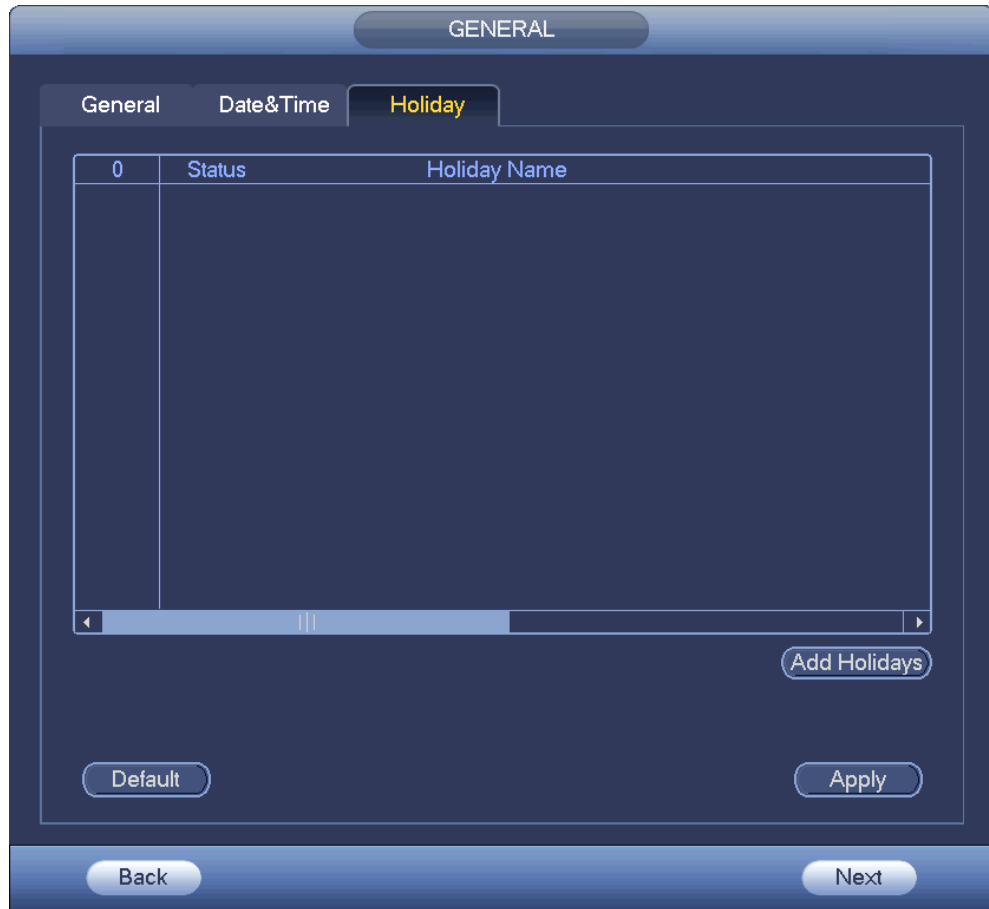 GENERAL
General Date&Time Holiday
0 Status Holiday Name
Add Holidays
Default Apply
Back Next